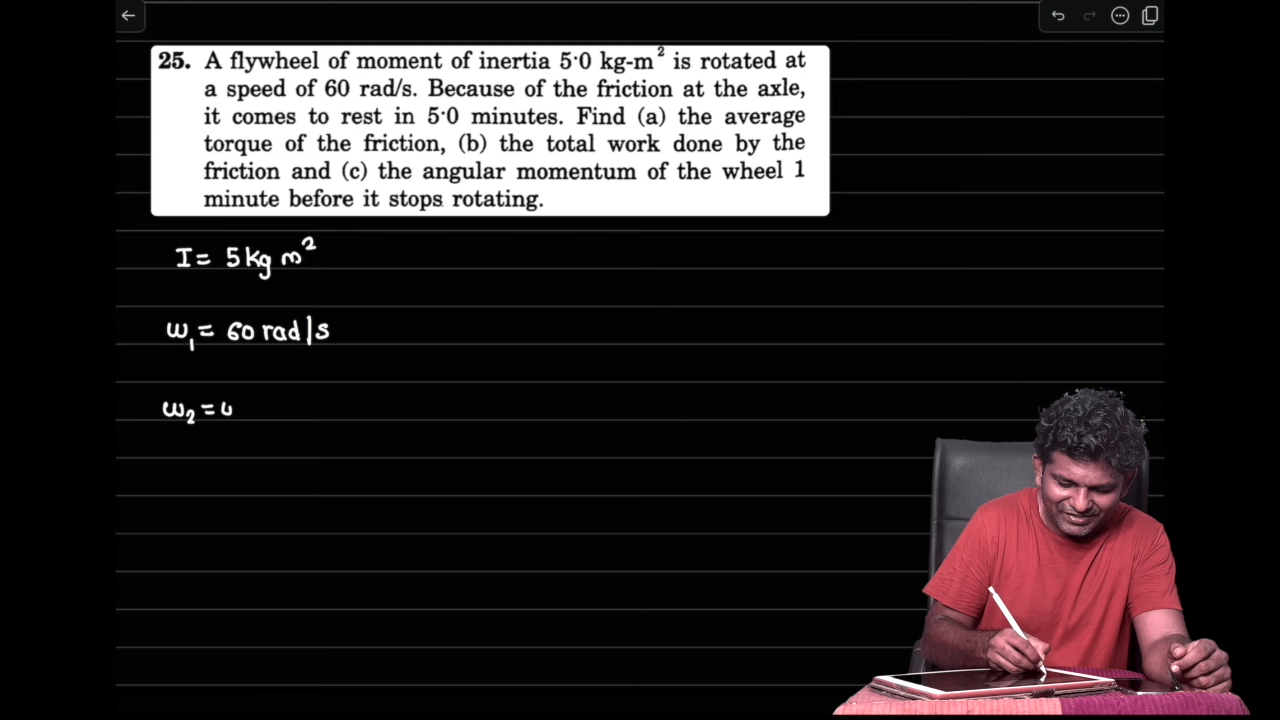 25. A flywheel of moment of inertia 5·0 kg-m² is rotated at
a speed of 60 rad/s. Because of the friction at the axle,
it comes to rest in 5·0 minutes. Find (a) the average
torque of the friction, (b) the total work done by the
friction and (c) the angular momentum of the wheel 1
minute before it stops rotating.
I = 5 kg m²
ω₁ = 60 rad/s
ω₂ =